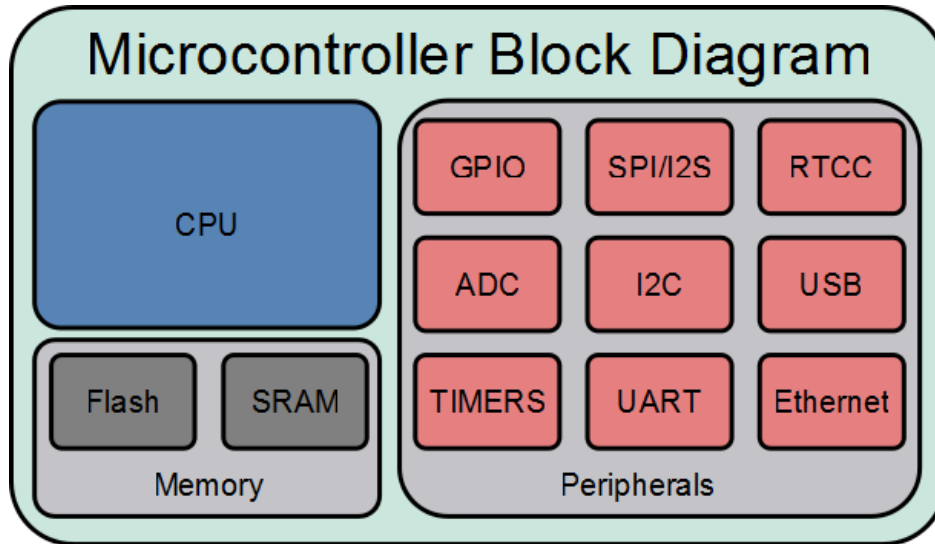 Microcontroller Block Diagram
CPU
Flash
SRAM
Memory
GPIO
SPI/I2S
RTCC
ADC
I2C
USB
TIMERS
UART
Ethernet
Peripherals